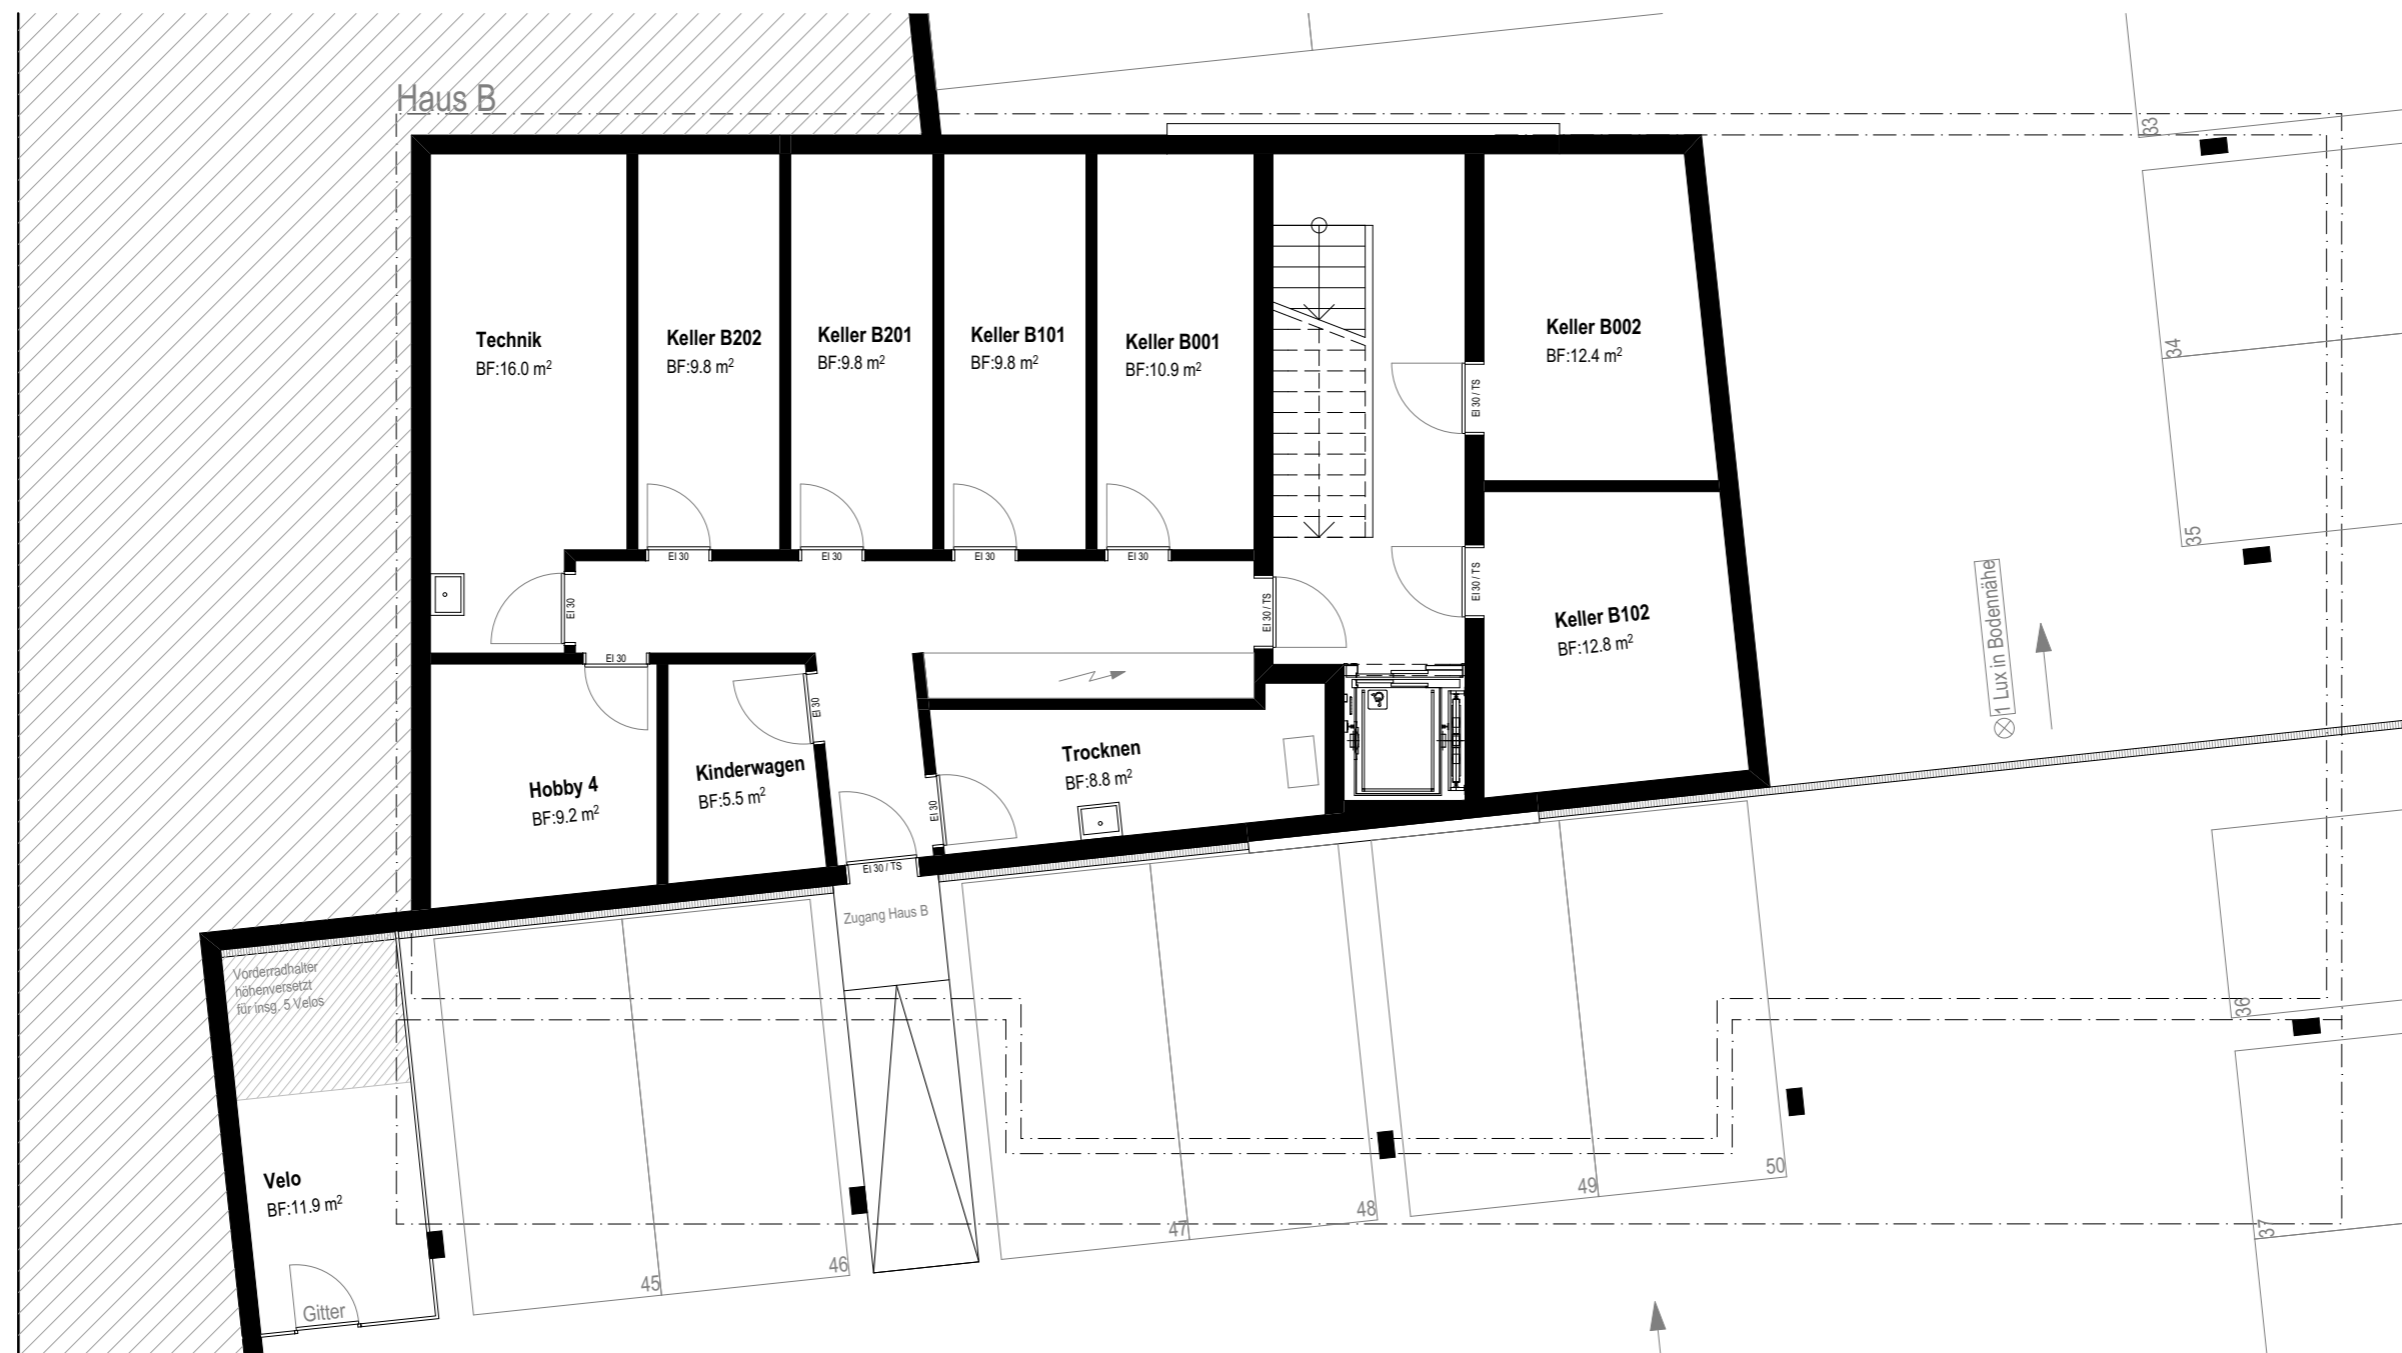 Haus B
33
34
35
Technik
BF:16.0 m²
Keller B202
BF:9.8 m²
Keller B201
BF:9.8 m²
Keller B101
BF:9.8 m²
Keller B001
BF:10.9 m²
Keller B002
BF:12.4 m²
EI 30 / TS
EI 30
EI 30
EI 30
EI 30
EI 30
EI 30 / TS
EI 30 / TS
Keller B102
BF:12.8 m²
1 Lux in Bodennähe
EI 30
EI 30
Hobby 4
BF:9.2 m²
Kinderwagen
BF:5.5 m²
Trocknen
BF:8.8 m²
EI 30
EI 30 / TS
Zugang Haus B
Vorderradhalter
höhenversetzt
für insg. 5 Velos
Velo
BF:11.9 m²
Gitter
45
46
47
48
49
50
36
37